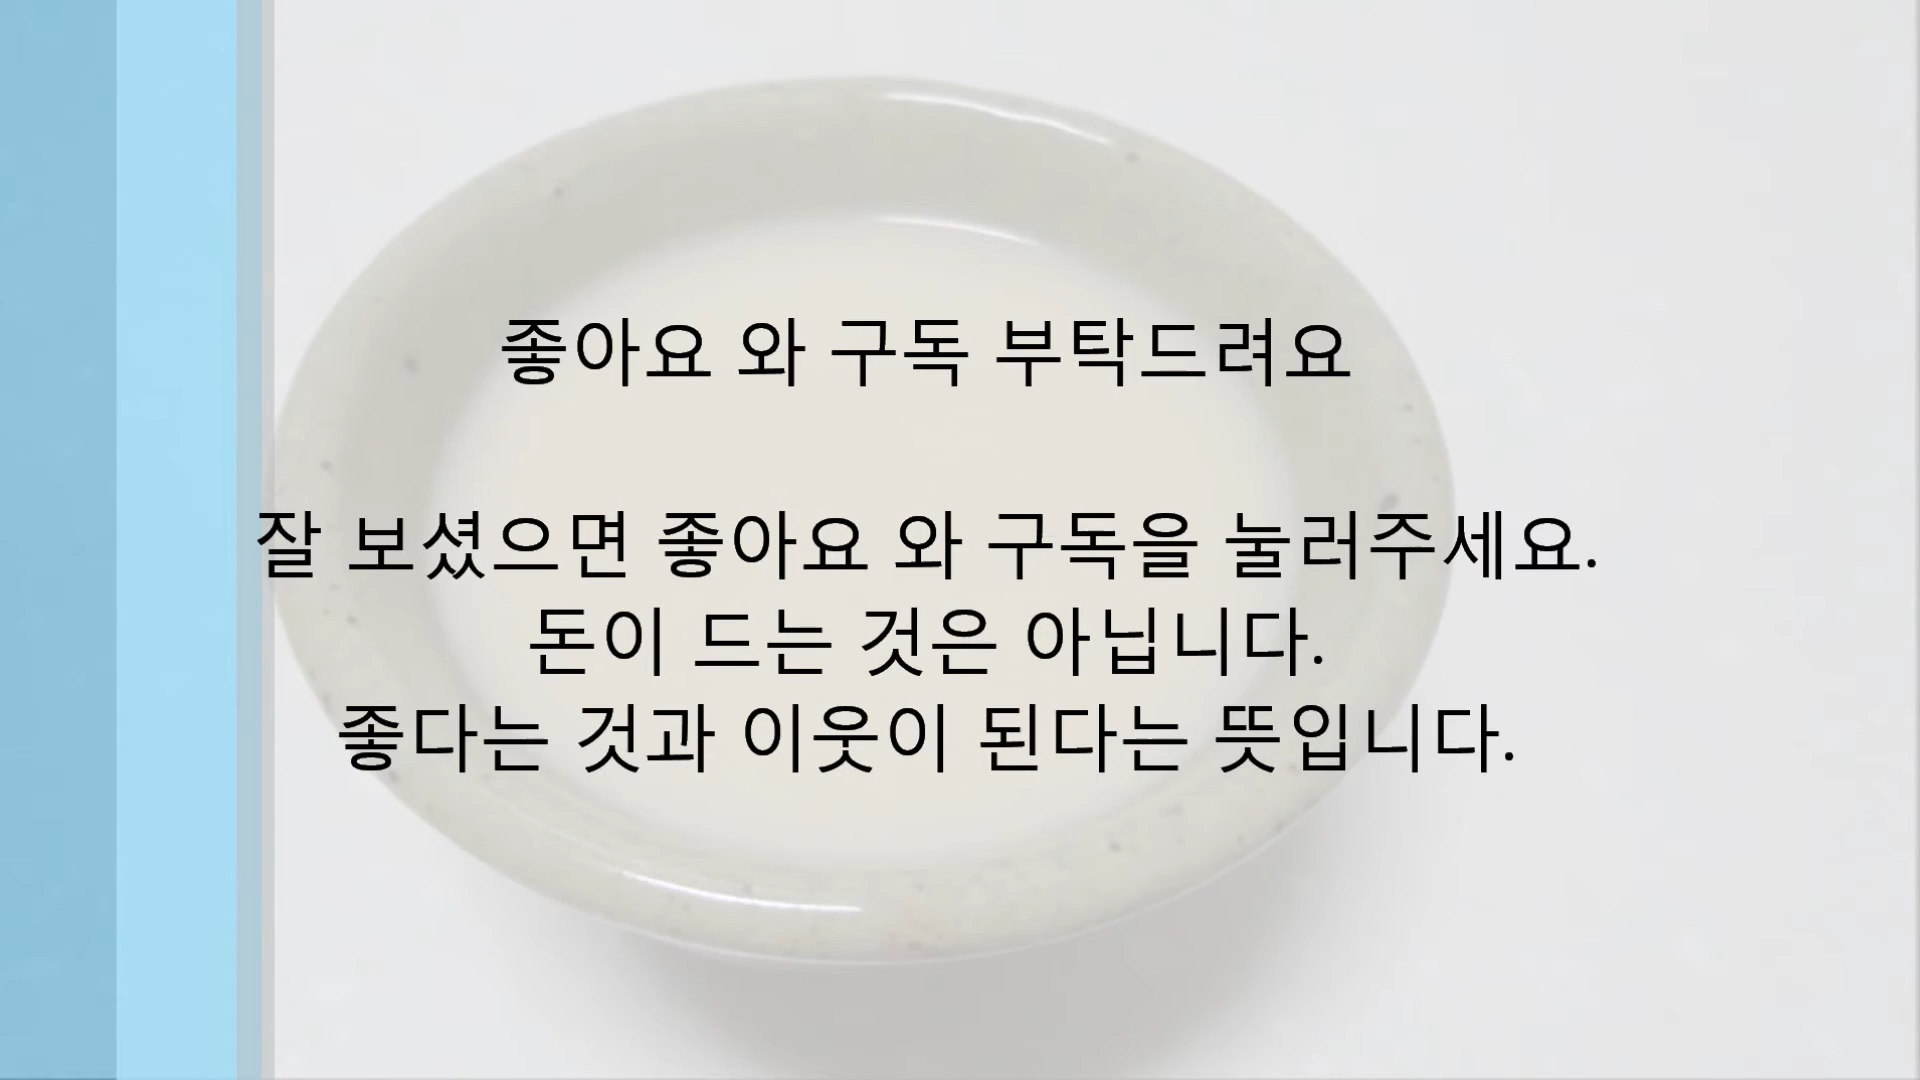 좋아요 와 구독 부탁드려요
잘 보셨으면 좋아요 와 구독을 눌러주세요.
돈이 드는 것은 아닙니다.
좋다는 것과 이웃이 된다는 뜻입니다.